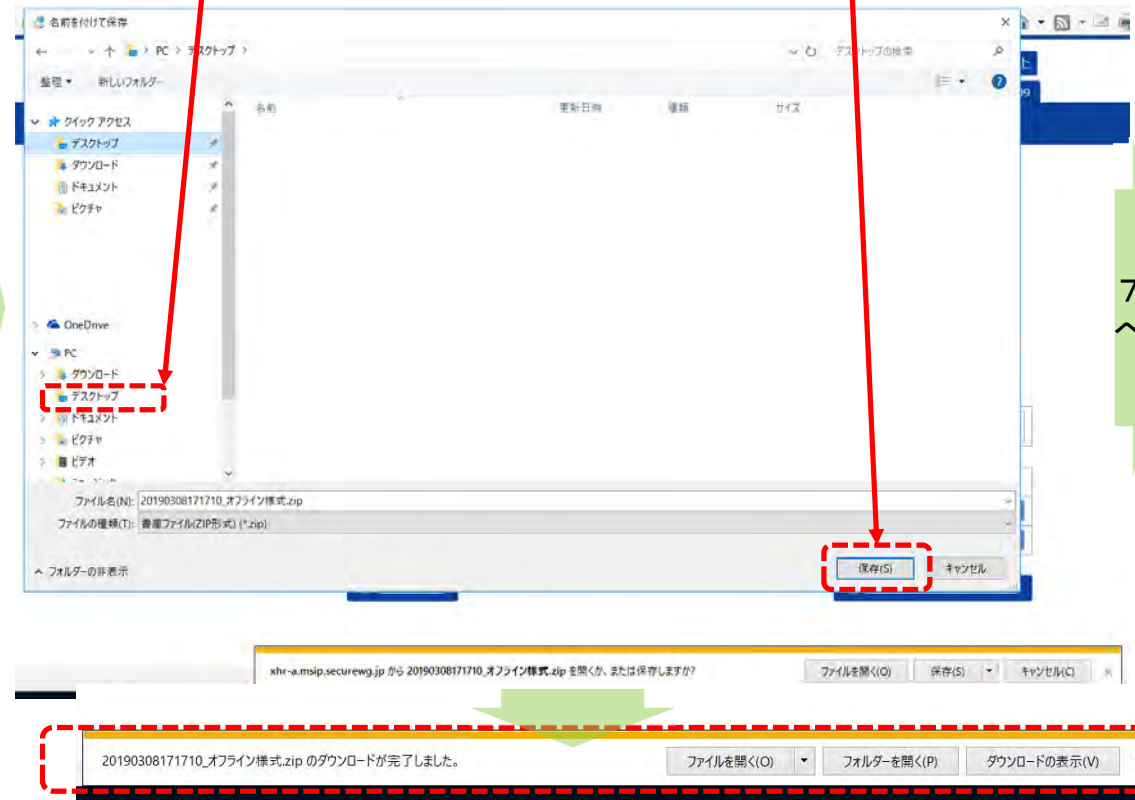 名前を付けて保存
PC > デスクトップ >
デスクトップの検索
整理 新しいフォルダー
名前 更新日時 種類 サイズ
クイック アクセス
デスクトップ
ダウンロード
ドキュメント
ピクチャ
OneDrive
PC
ダウンロード
デスクトップ
ドキュメント
ピクチャ
ビデオ
ファイル名(N): 20190308171710_オフライン様式.zip
ファイルの種類(T): 書庫ファイル(ZIP形式) (*.zip)
フォルダーの非表示
保存(S) キャンセル
xhr-a.msip.securewg.jp から 20190308171710_オフライン様式.zip を開くか、または保存しますか?
ファイルを開く(O) 保存(S) キャンセル(C)
20190308171710_オフライン様式.zip のダウンロードが完了しました。
ファイルを開く(O) フォルダーを開く(P) ダウンロードの表示(V)